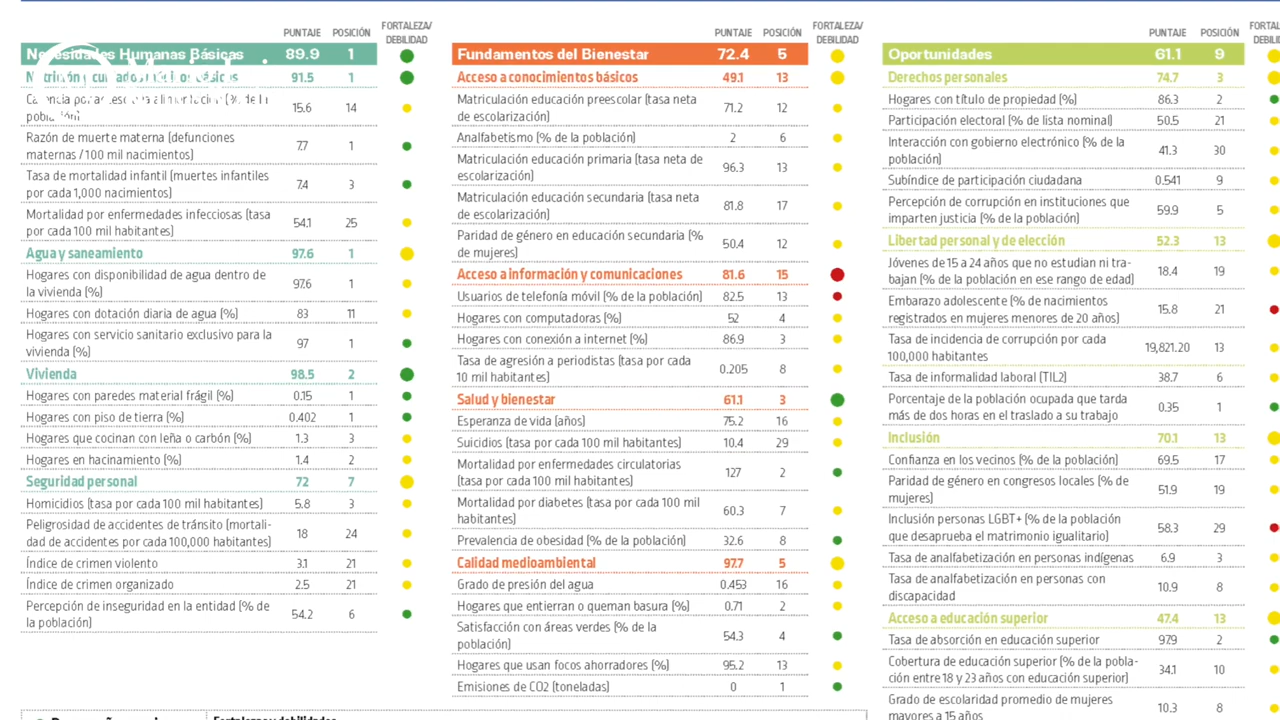 PUNTAJE POSICIÓN FORTALEZA/
DEBILIDAD
Necesidades Humanas Básicas 89.9 1
Nutrición y cuidados médicos básicos 91.5 1
Carencia por acceso a la alimentación (% de la
población) 15.6 14
Razón de muerte materna (defunciones
maternas /100 mil nacimientos) 7.7 1
Tasa de mortalidad infantil (muertes infantiles
por cada 1,000 nacimientos) 7.4 3
Mortalidad por enfermedades infecciosas (tasa
por cada 100 mil habitantes) 54.1 25
Agua y saneamiento 97.6 1
Hogares con disponibilidad de agua dentro de
la vivienda (%) 97.6 1
Hogares con dotación diaria de agua (%) 83 11
Hogares con servicio sanitario exclusivo para la
vivienda (%) 97 1
Vivienda 98.5 2
Hogares con paredes material frágil (%) 0.15 1
Hogares con piso de tierra (%) 0.402 1
Hogares que cocinan con leña o carbón (%) 1.3 3
Hogares en hacinamiento (%) 1.4 2
Seguridad personal 72 7
Homicidios (tasa por cada 100 mil habitantes) 5.8 3
Peligrosidad de accidentes de tránsito (mortali-
dad de accidentes por cada 100,000 habitantes) 18 24
Índice de crimen violento 3.1 21
Índice de crimen organizado 2.5 21
Percepción de inseguridad en la entidad (% de
la población) 54.2 6
PUNTAJE POSICIÓN FORTALEZA/
DEBILIDAD
Fundamentos del Bienestar 72.4 5
Acceso a conocimientos básicos 49.1 13
Matriculación educación preescolar (tasa neta
de escolarización) 71.2 12
Analfabetismo (% de la población) 2 6
Matriculación educación primaria (tasa neta de
escolarización) 96.3 13
Matriculación educación secundaria (tasa neta
de escolarización) 81.8 17
Paridad de género en educación secundaria (%
de mujeres) 50.4 12
Acceso a información y comunicaciones 81.6 15
Usuarios de telefonía móvil (% de la población) 82.5 13
Hogares con computadoras (%) 52 4
Hogares con conexión a internet (%) 86.9 3
Tasa de agresión a periodistas (tasa por cada
10 mil habitantes) 0.205 8
Salud y bienestar 61.1 3
Esperanza de vida (años) 75.2 16
Suicidios (tasa por cada 100 mil habitantes) 10.4 29
Mortalidad por enfermedades circulatorias
(tasa por cada 100 mil habitantes) 127 2
Mortalidad por diabetes (tasa por cada 100 mil
habitantes) 60.3 7
Prevalencia de obesidad (% de la población) 32.6 8
Calidad medioambiental 97.7 5
Grado de presión del agua 0.453 16
Hogares que entierran o queman basura (%) 0.71 2
Satisfacción con áreas verdes (% de la
población) 54.3 4
Hogares que usan focos ahorradores (%) 95.2 13
Emisiones de CO2 (toneladas) 0 1
PUNTAJE POSICIÓN FORTAL
DEBILID
Oportunidades 61.1 9
Derechos personales 74.7 3
Hogares con título de propiedad (%) 86.3 2
Participación electoral (% de lista nominal) 50.5 21
Interacción con gobierno electrónico (% de la
población) 41.3 30
Subíndice de participación ciudadana 0.541 9
Percepción de corrupción en instituciones que
imparten justicia (% de la población) 59.9 5
Libertad personal y de elección 52.3 13
Jóvenes de 15 a 24 años que no estudian ni tra-
bajan (% de la población en ese rango de edad) 18.4 19
Embarazo adolescente (% de nacimientos
registrados en mujeres menores de 20 años) 15.8 21
Tasa de incidencia de corrupción por cada
100,000 habitantes 19,821.20 13
Tasa de informalidad laboral (TIL2) 38.7 6
Porcentaje de la población ocupada que tarda
más de dos horas en el traslado a su trabajo 0.35 1
Inclusión 70.1 13
Confianza en los vecinos (% de la población) 69.5 17
Paridad de género en congresos locales (% de
mujeres) 51.9 19
Inclusión personas LGBT+ (% de la población
que desaprueba el matrimonio igualitario) 58.3 29
Tasa de analfabetización en personas indígenas 6.9 3
Tasa de analfabetización en personas con
discapacidad 10.9 8
Acceso a educación superior 47.4 13
Tasa de absorción en educación superior 97.9 2
Cobertura de educación superior (% de la pobla-
ción entre 18 y 23 años con educación superior) 34.1 10
Grado de escolaridad promedio de mujeres
mayores a 15 años 10.3 8
Fortalezas y debilidades